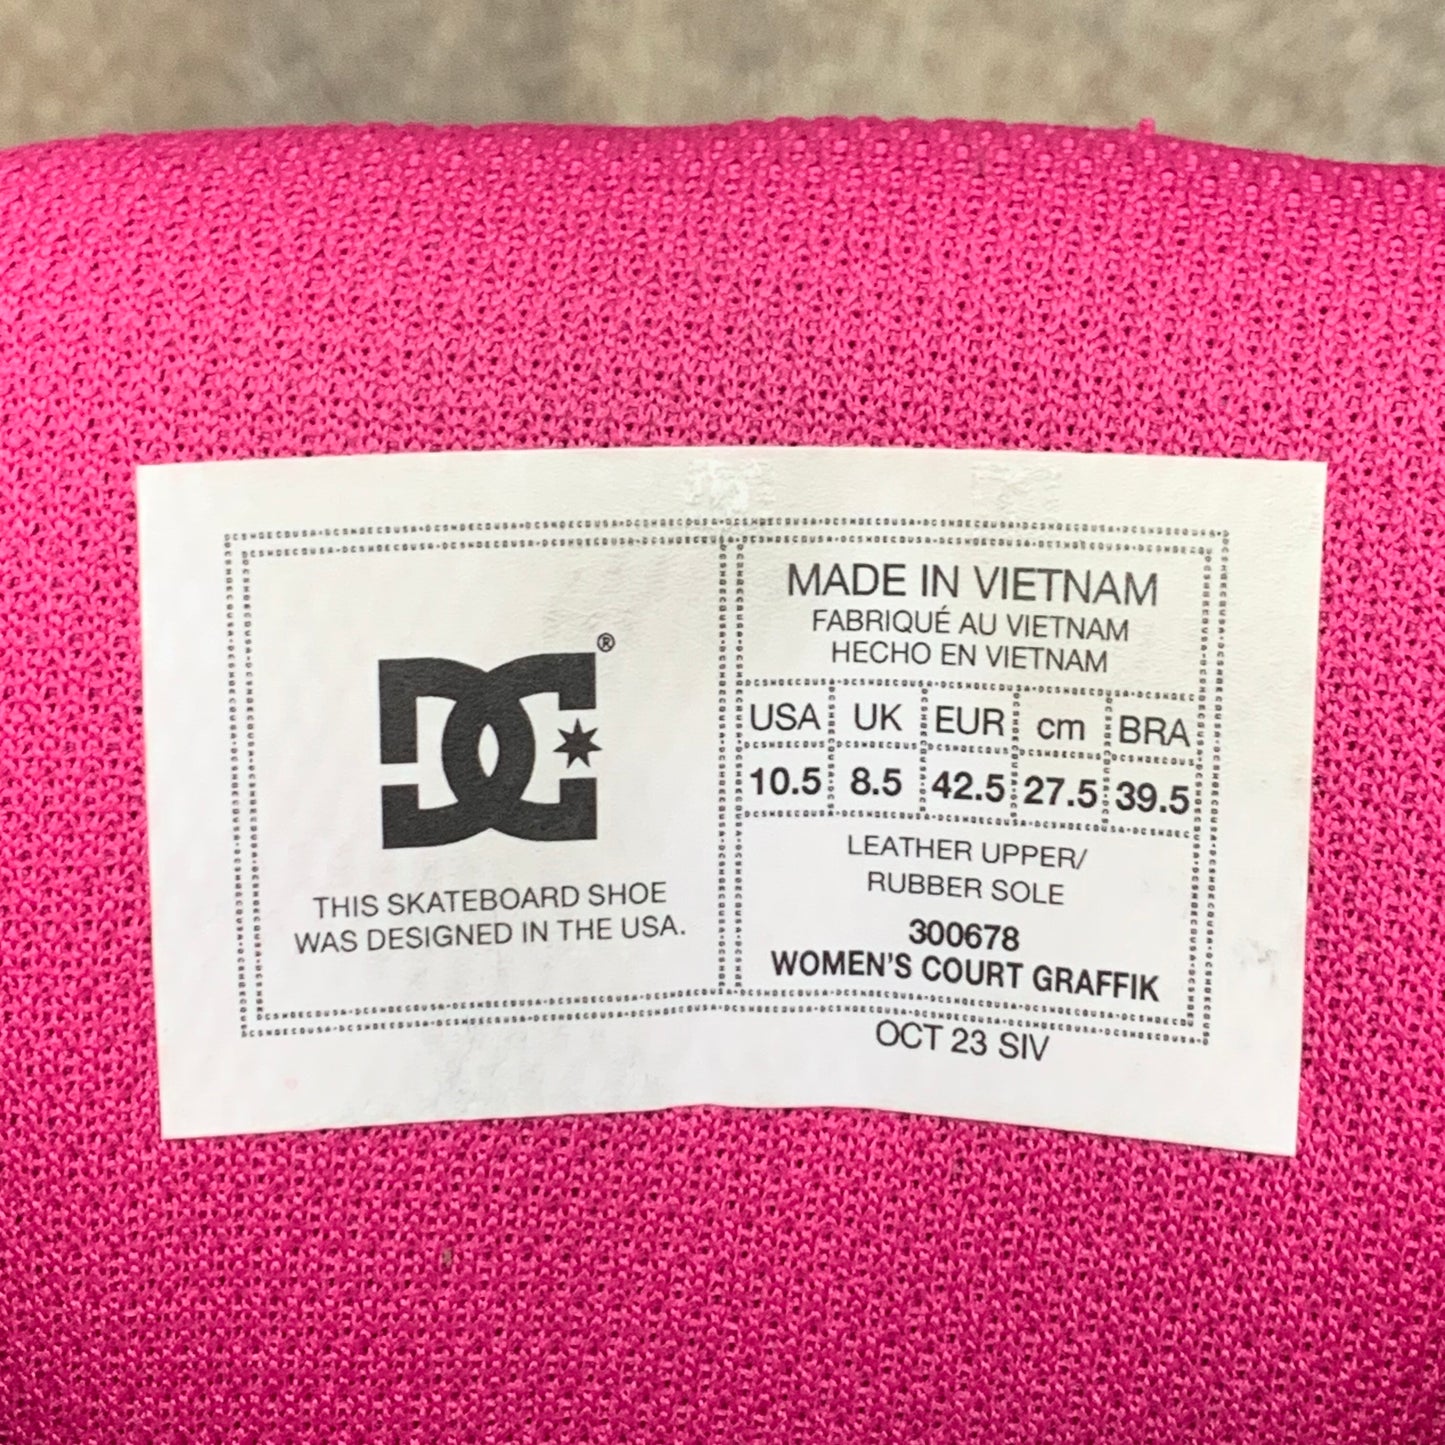 DC®
THIS SKATEBOARD SHOE
WAS DESIGNED IN THE USA.
MADE IN VIETNAM
FABRIQUÉ AU VIETNAM
HECHO EN VIETNAM
USA UK EUR cm BRA
10.5 8.5 42.5 27.5 39.5
LEATHER UPPER/
RUBBER SOLE
300678
WOMEN'S COURT GRAFFIK
OCT 23 SIV